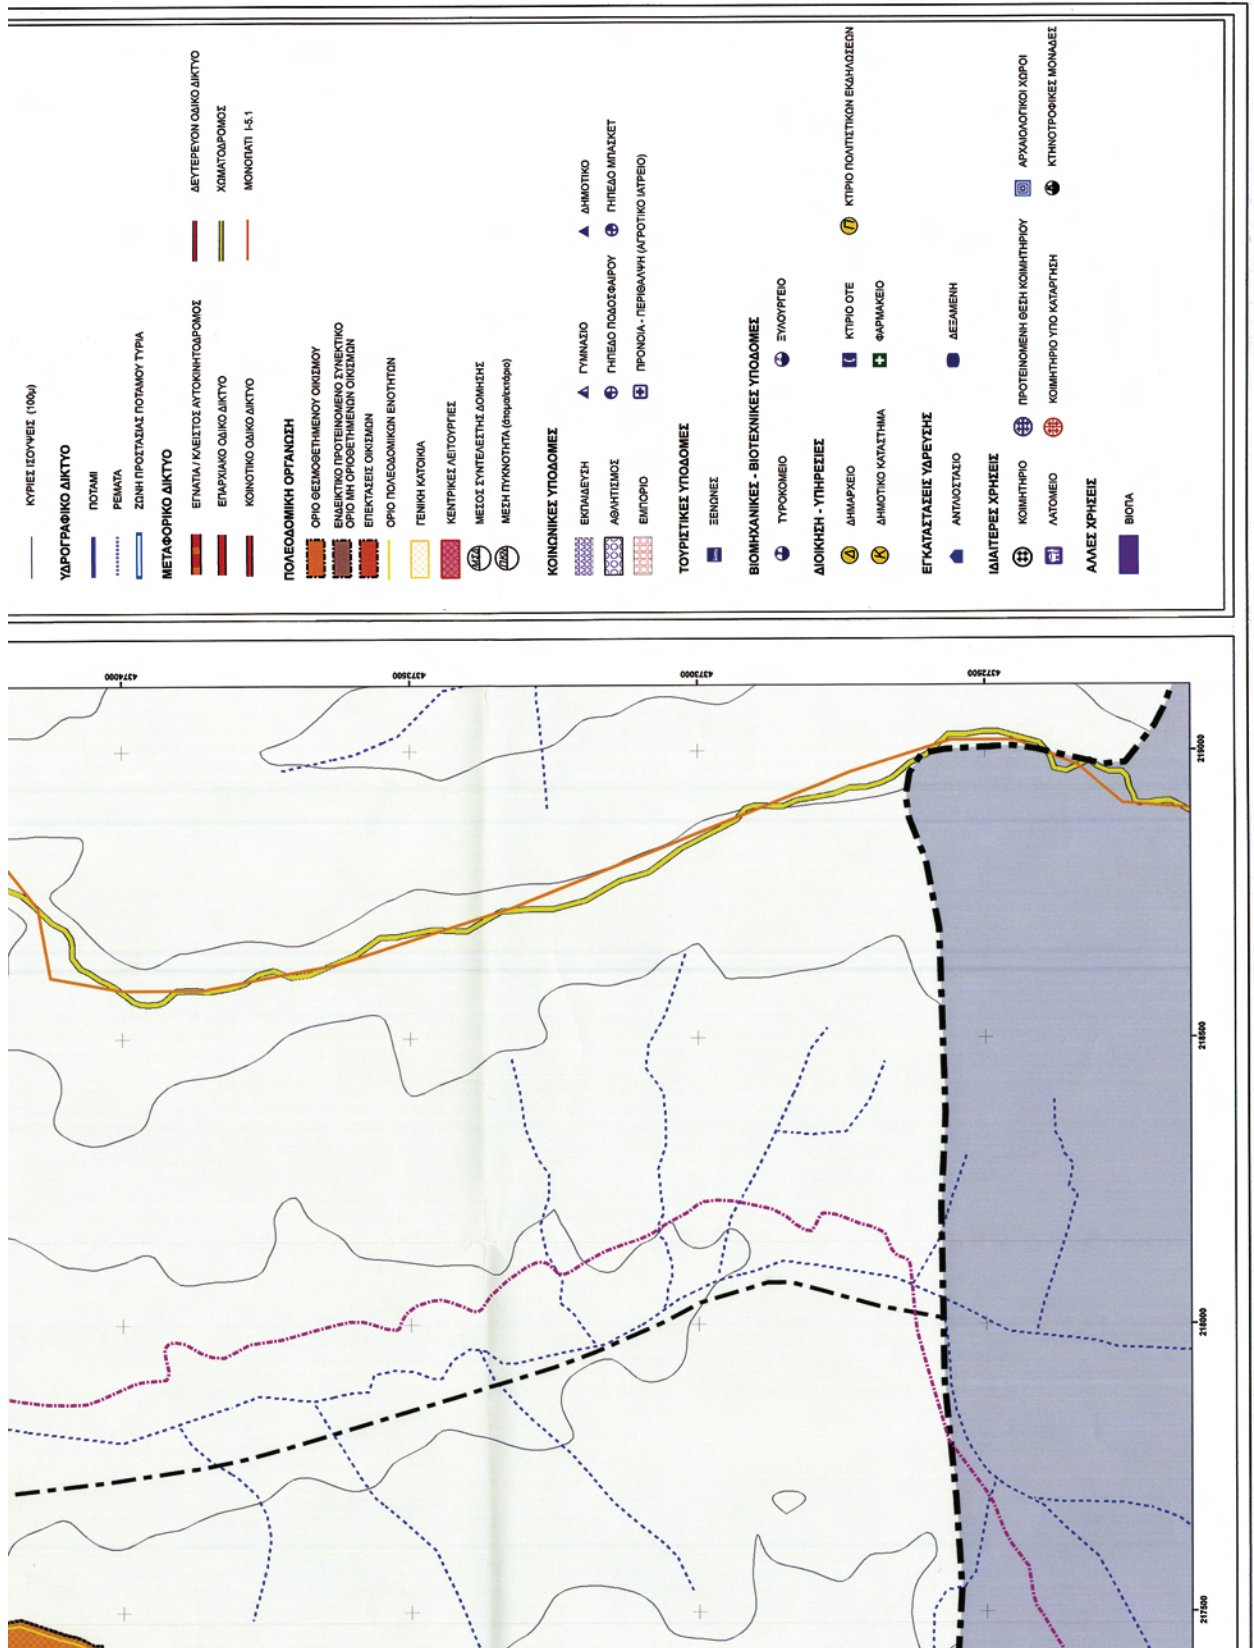 ΚΥΡΙΕΣ ΙΣΟΥΨΕΙΣ (100μ)
ΥΔΡΟΓΡΑΦΙΚΟ ΔΙΚΤΥΟ
ΠΟΤΑΜΙ
ΡΕΜΑΤΑ
ΖΩΝΗ ΠΡΟΣΤΑΣΙΑΣ ΠΟΤΑΜΟΥ ΤΥΡΙΑ
ΜΕΤΑΦΟΡΙΚΟ ΔΙΚΤΥΟ
ΕΓΝΑΤΙΑ / ΚΛΕΙΣΤΟΣ ΑΥΤΟΚΙΝΗΤΟΔΡΟΜΟΣ
ΔΕΥΤΕΡΕΥΟΝ ΟΔΙΚΟ ΔΙΚΤΥΟ
ΕΠΑΡΧΙΑΚΟ ΟΔΙΚΟ ΔΙΚΤΥΟ
ΧΩΜΑΤΟΔΡΟΜΟΣ
ΚΟΙΝΟΤΙΚΟ ΟΔΙΚΟ ΔΙΚΤΥΟ
ΜΟΝΟΠΑΤΙ Ι-5.1
ΠΟΛΕΟΔΟΜΙΚΗ ΟΡΓΑΝΩΣΗ
ΟΡΙΟ ΘΕΣΜΟΘΕΤΗΜΕΝΟΥ ΟΙΚΙΣΜΟΥ
ΕΝΔΕΙΚΤΙΚΟ ΠΡΟΤΕΙΝΟΜΕΝΟ ΣΥΝΕΚΤΙΚΟ
ΟΡΙΟ ΜΗ ΟΡΙΟΘΕΤΗΜΕΝΩΝ ΟΙΚΙΣΜΩΝ
ΕΠΕΚΤΑΣΕΙΣ ΟΙΚΙΣΜΩΝ
ΟΡΙΟ ΠΟΛΕΟΔΟΜΙΚΩΝ ΕΝΟΤΗΤΩΝ
ΓΕΝΙΚΗ ΚΑΤΟΙΚΙΑ
ΚΕΝΤΡΙΚΕΣ ΛΕΙΤΟΥΡΓΙΕΣ
ΜΣΔ ΜΕΣΟΣ ΣΥΝΤΕΛΕΣΤΗΣ ΔΟΜΗΣΗΣ
ΜΕΣΗ ΠΥΚΝΟΤΗΤΑ (άτομα/εκτάριο)
ΚΟΙΝΩΝΙΚΕΣ ΥΠΟΔΟΜΕΣ
ΕΚΠΑΙΔΕΥΣΗ
ΓΥΜΝΑΣΙΟ
ΔΗΜΟΤΙΚΟ
ΑΘΛΗΤΙΣΜΟΣ
ΓΗΠΕΔΟ ΠΟΔΟΣΦΑΙΡΟΥ
ΓΗΠΕΔΟ ΜΠΑΣΚΕΤ
ΕΜΠΟΡΙΟ
ΠΡΟΝΟΙΑ - ΠΕΡΙΘΑΛΨΗ (ΑΓΡΟΤΙΚΟ ΙΑΤΡΕΙΟ)
ΤΟΥΡΙΣΤΙΚΕΣ ΥΠΟΔΟΜΕΣ
ΞΕΝΩΝΕΣ
ΒΙΟΜΗΧΑΝΙΚΕΣ - ΒΙΟΤΕΧΝΙΚΕΣ ΥΠΟΔΟΜΕΣ
ΤΥΡΟΚΟΜΕΙΟ
ΞΥΛΟΥΡΓΕΙΟ
ΔΙΟΙΚΗΣΗ - ΥΠΗΡΕΣΙΕΣ
Δ ΔΗΜΑΡΧΕΙΟ
ΚΤΙΡΙΟ ΟΤΕ
Π ΚΤΙΡΙΟ ΠΟΛΙΤΙΣΤΙΚΩΝ ΕΚΔΗΛΩΣΕΩΝ
Κ ΔΗΜΟΤΙΚΟ ΚΑΤΑΣΤΗΜΑ
ΦΑΡΜΑΚΕΙΟ
ΕΓΚΑΤΑΣΤΑΣΕΙΣ ΥΔΡΕΥΣΗΣ
ΑΝΤΛΙΟΣΤΑΣΙΟ
ΔΕΞΑΜΕΝΗ
ΙΔΙΑΙΤΕΡΕΣ ΧΡΗΣΕΙΣ
ΚΟΙΜΗΤΗΡΙΟ
ΠΡΟΤΕΙΝΟΜΕΝΗ ΘΕΣΗ ΚΟΙΜΗΤΗΡΙΟΥ
ΑΡΧΑΙΟΛΟΓΙΚΟΙ ΧΩΡΟΙ
ΛΑΤΟΜΕΙΟ
ΚΟΙΜΗΤΗΡΙΟ ΥΠΟ ΚΑΤΑΡΓΗΣΗ
ΚΤΗΝΟΤΡΟΦΙΚΕΣ ΜΟΝΑΔΕΣ
ΑΛΛΕΣ ΧΡΗΣΕΙΣ
ΒΙΟΠΑ
4374000
4373500
4373000
4372500
219000
218500
218000
217500